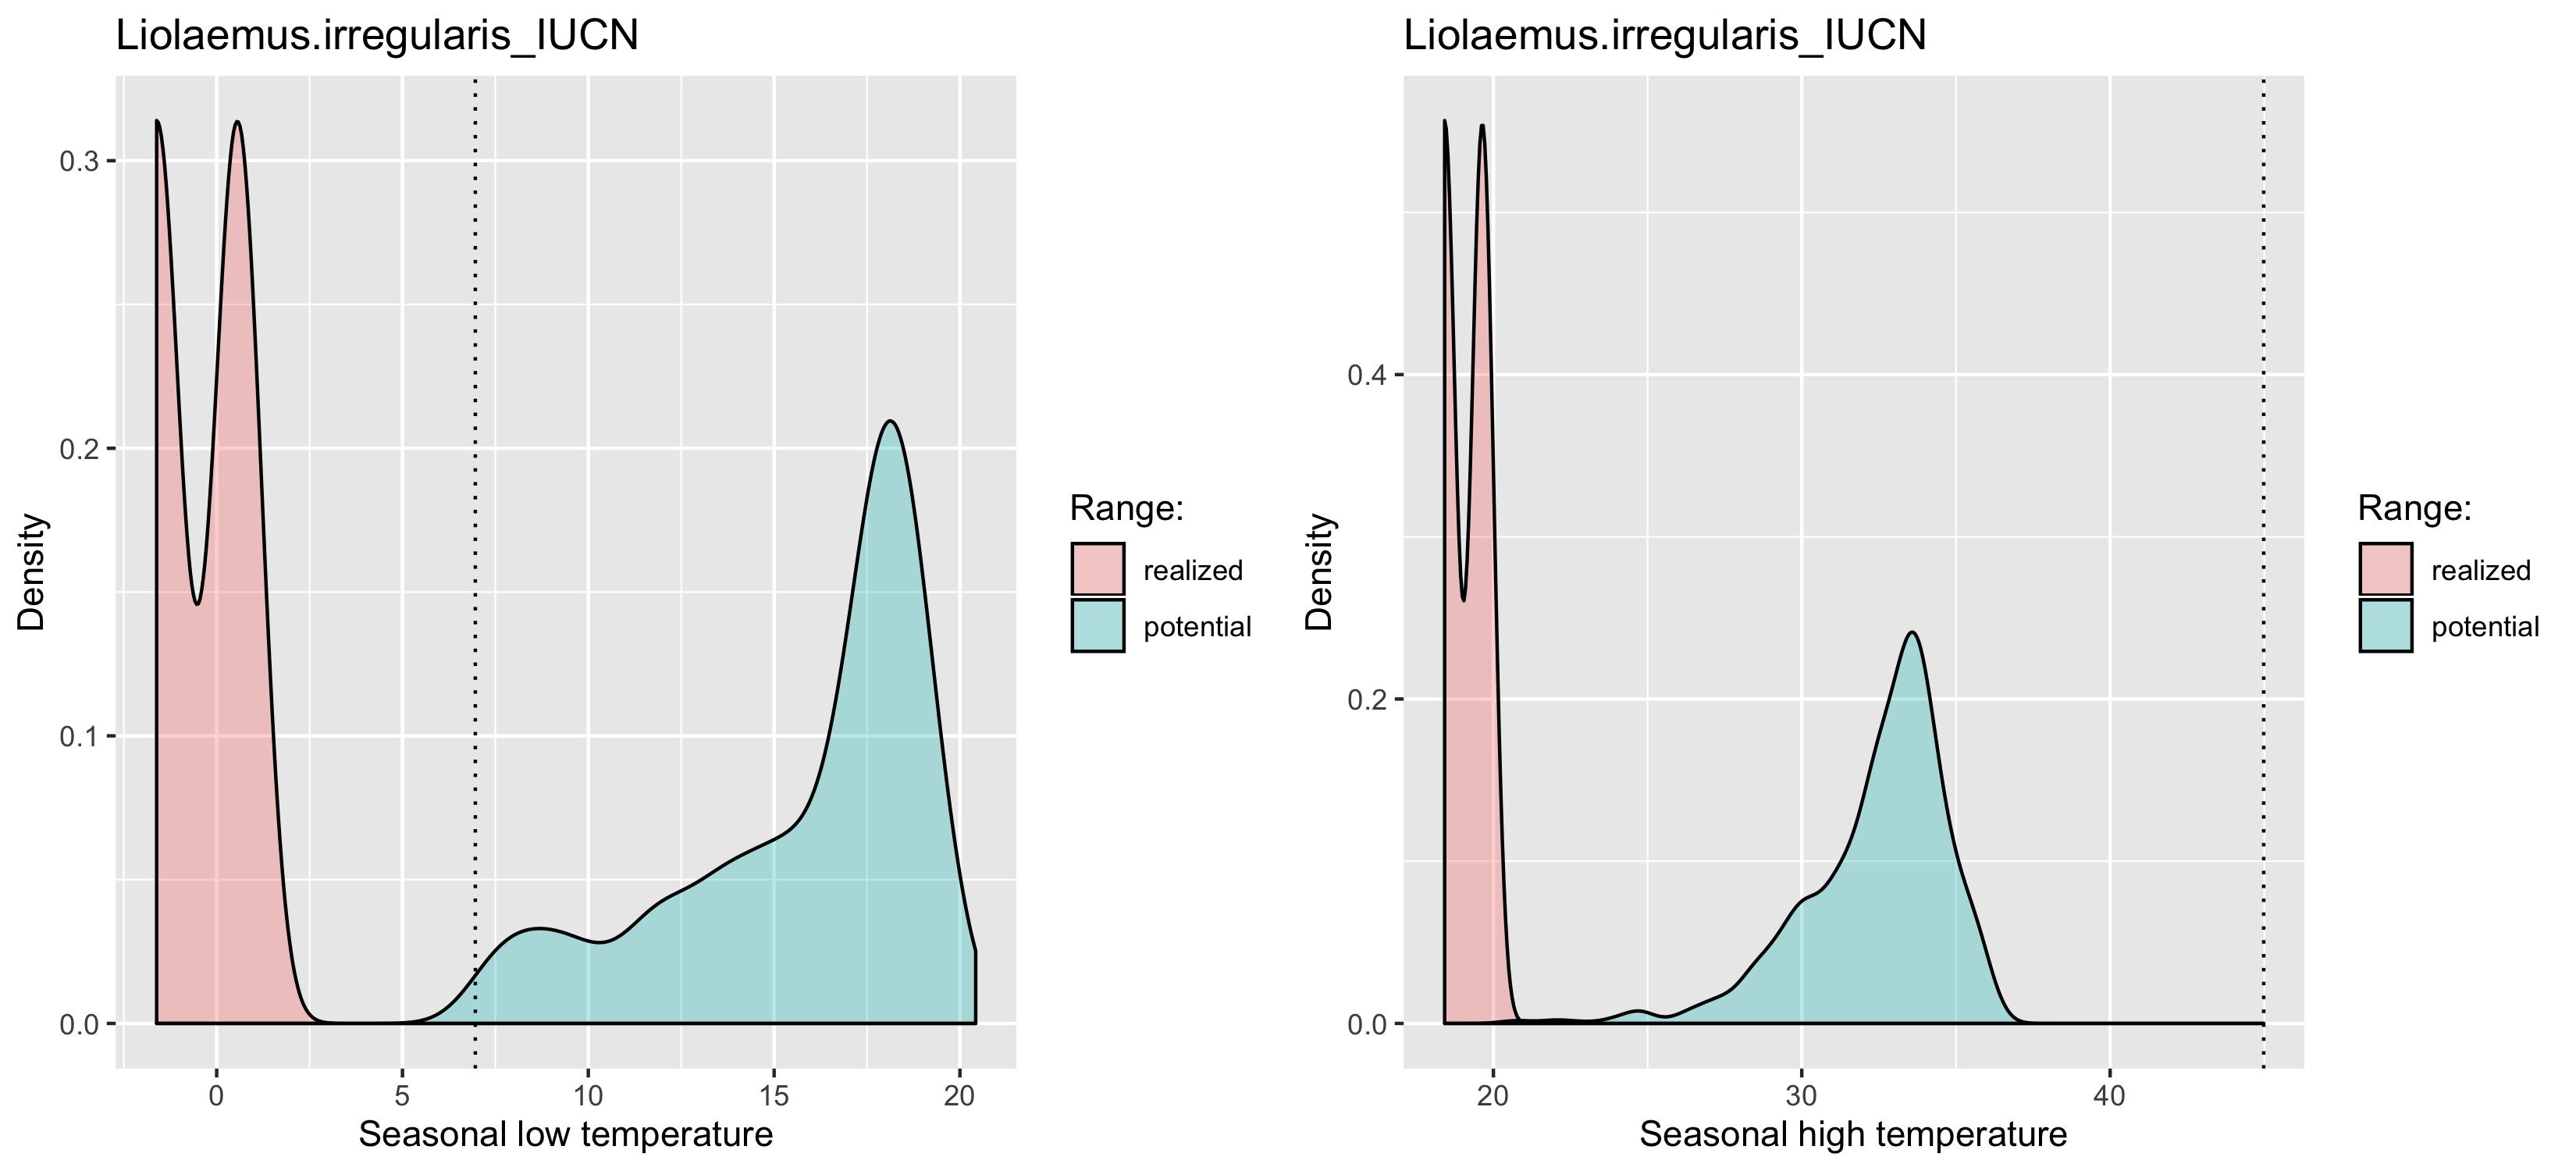 Liolaemus.irregularis_IUCN
0.3
0.2
0.1
0.0
Density
0
5
10
15
20
Seasonal low temperature
Range:
realized
potential
Liolaemus.irregularis_IUCN
0.4
0.2
0.0
Density
20
30
40
Seasonal high temperature
Range:
realized
potential